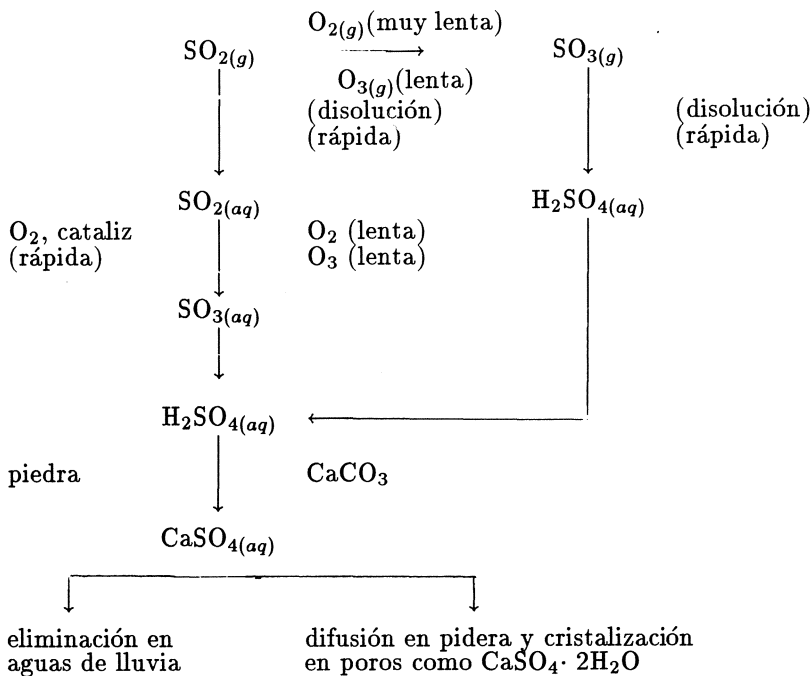 O₂₍g₎(muy lenta)
SO₂₍g₎
SO₃₍g₎
O₃₍g₎(lenta)
(disolución)
(rápida)
(disolución)
(rápida)
SO₂₍aq₎
H₂SO₄₍aq₎
O₂, cataliz
(rápida)
O₂ (lenta)
O₃ (lenta)
SO₃₍aq₎
H₂SO₄₍aq₎
piedra
CaCO₃
CaSO₄₍aq₎
eliminación en
aguas de lluvia
difusión en pidera y cristalización
en poros como CaSO₄· 2H₂O